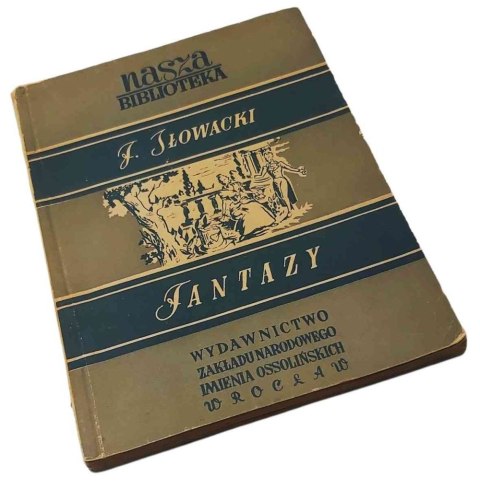 nasza
BIBLIOTEKA
J. SŁOWACKI
FANTAZY
WYDAWNICTWO
ZAKŁADU NARODOWEGO
IMIENIA OSSOLIŃSKICH
WROCŁAW